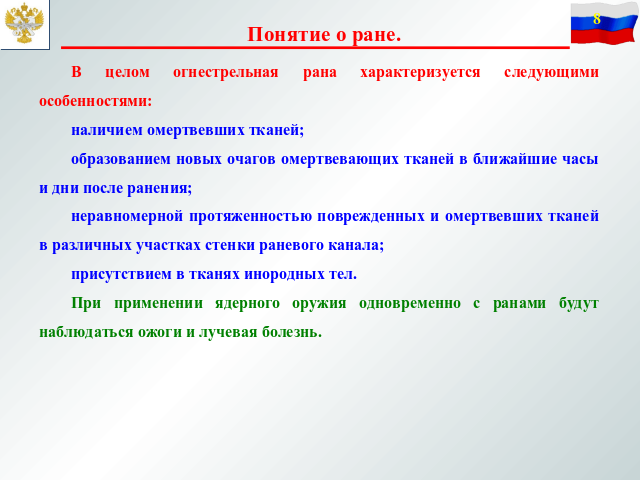 8
Понятие о ране.
В целом огнестрельная рана характеризуется следующими
особенностями:
наличием омертвевших тканей;
образованием новых очагов омертвевающих тканей в ближайшие часы
и дни после ранения;
неравномерной протяженностью поврежденных и омертвевших тканей
в различных участках стенки раневого канала;
присутствием в тканях инородных тел.
При применении ядерного оружия одновременно с ранами будут
наблюдаться ожоги и лучевая болезнь.